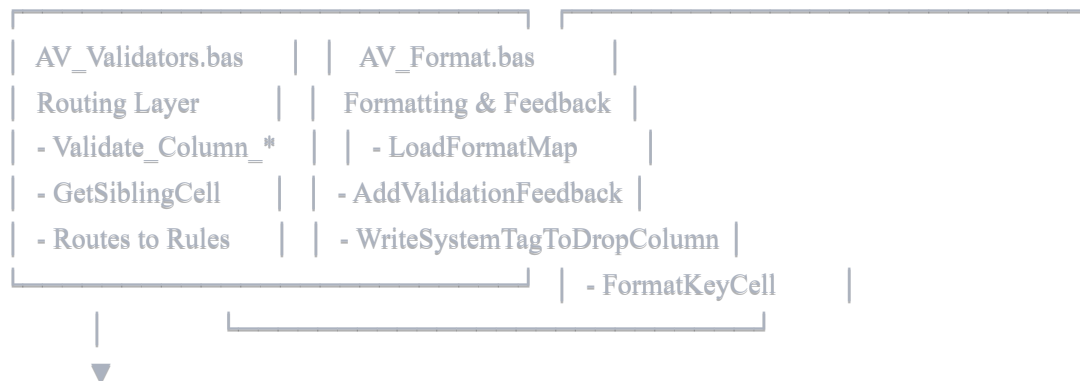 AV_Validators.bas | | AV_Format.bas |
| Routing Layer | | Formatting & Feedback |
| - Validate_Column_* | | - LoadFormatMap |
| - GetSiblingCell | | - AddValidationFeedback |
| - Routes to Rules | | - WriteSystemTagToDropColumn |
| - FormatKeyCell |
|
▼